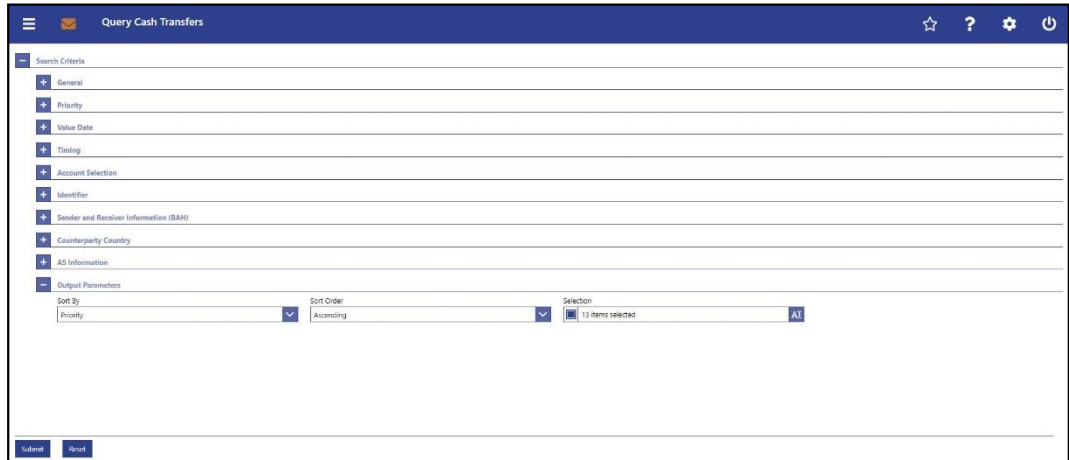 Query Cash Transfers
Search Criteria
General
Priority
Value Date
Timing
Account Selection
Identifier
Sender and Receiver Information (BAH)
Counterparty Country
AS Information
Output Parameters
Sort By Sort Order Selection
Priority Ascending 13 items selected
Submit Reset